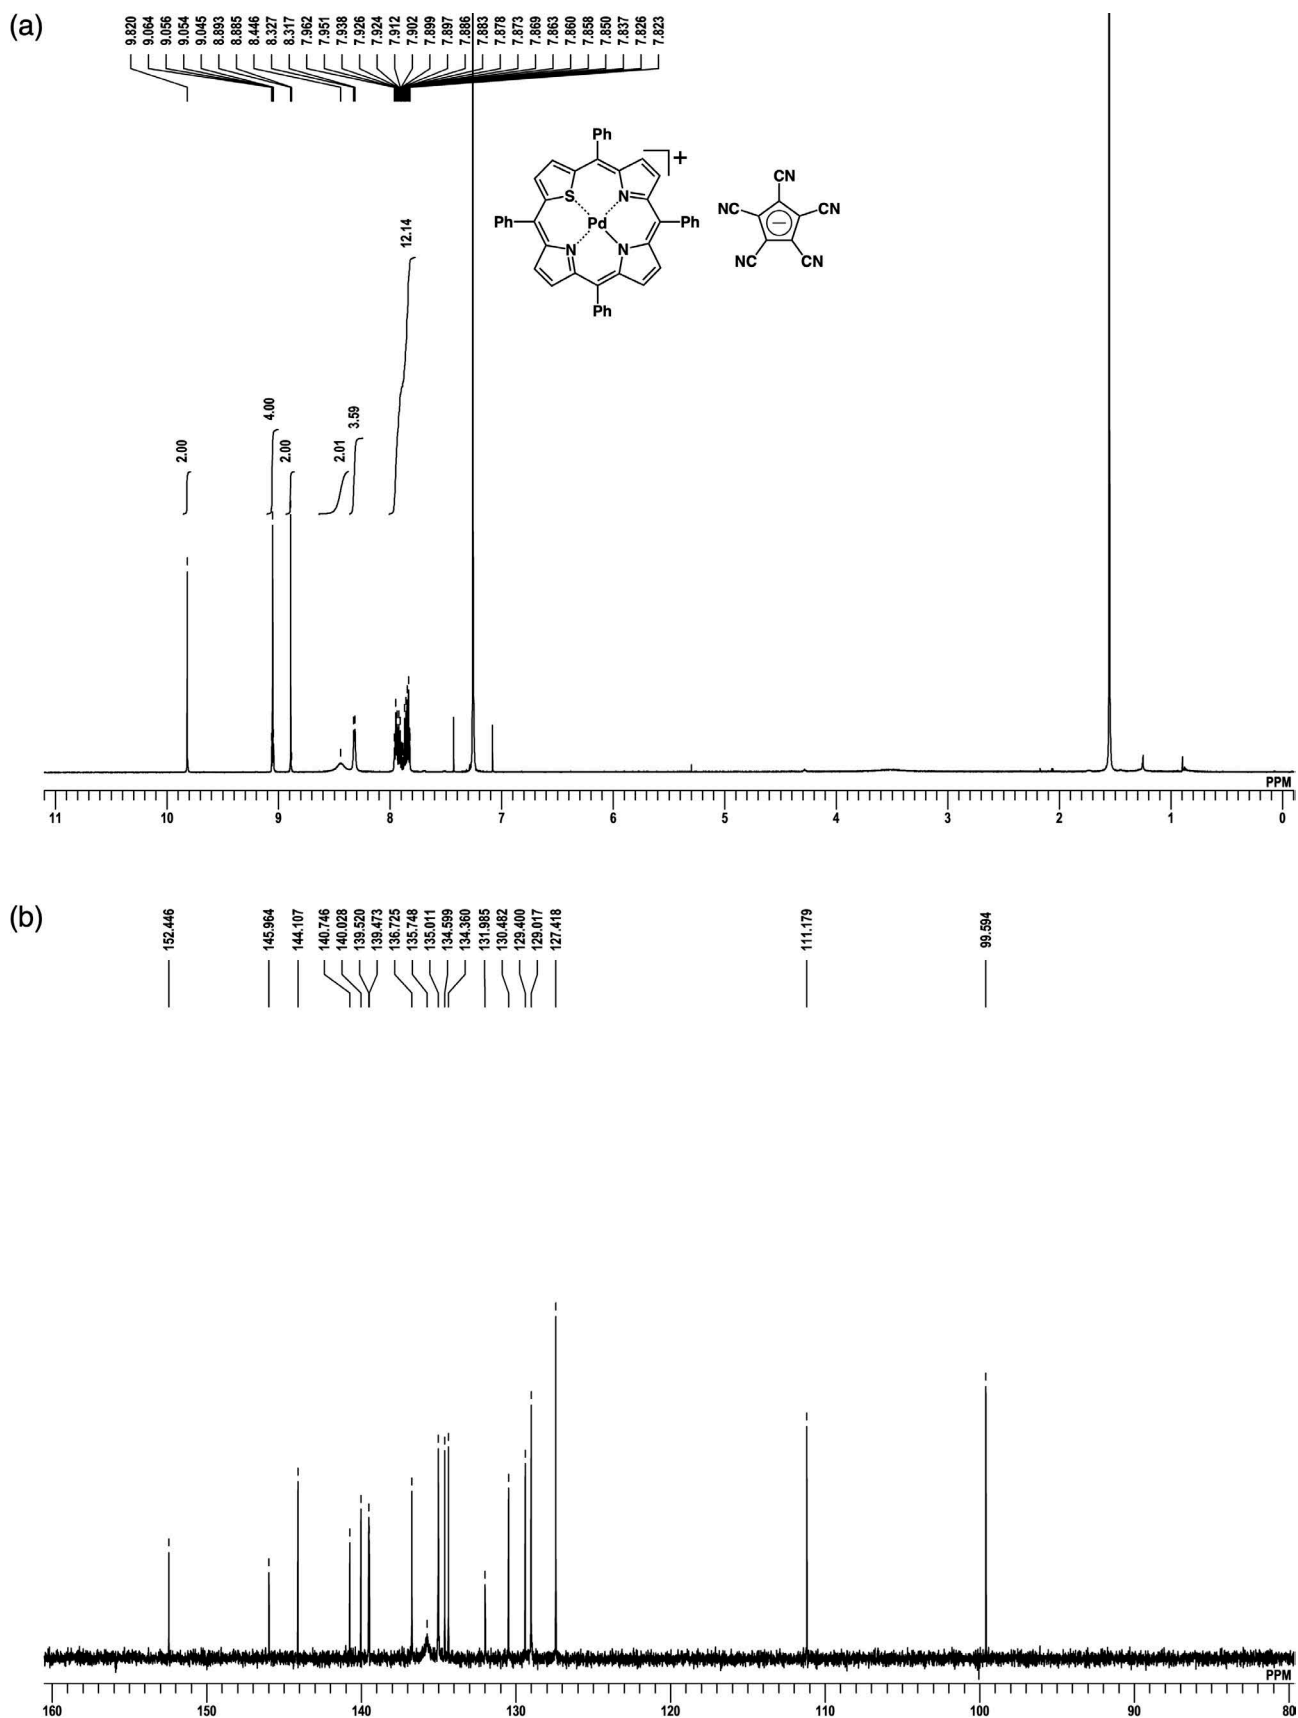 (a)
9.820
9.064
9.056
9.054
9.045
8.893
8.885
8.446
8.327
8.317
7.962
7.951
7.938
7.926
7.924
7.912
7.902
7.899
7.897
7.886
7.883
7.878
7.873
7.869
7.863
7.860
7.858
7.850
7.837
7.826
7.823
Ph
+
S
N
Ph
Pd
Ph
N
N
Ph
CN
NC
CN
−
NC
CN
2.00
4.00
2.00
2.01
3.59
12.14
PPM
11 10 9 8 7 6 5 4 3 2 1 0
(b)
152.446
145.964
144.107
140.746
140.028
139.520
139.473
136.725
135.748
135.011
134.599
134.360
131.985
130.482
129.400
129.017
127.418
111.179
99.594
PPM
160 150 140 130 120 110 100 90 80